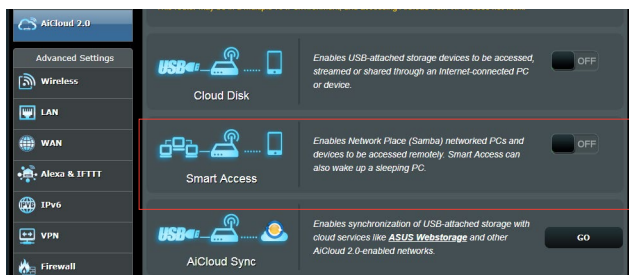 AiCloud 2.0
Advanced Settings
Wireless
LAN
WAN
Alexa & IFTTT
IPv6
VPN
Firewall
USB
Cloud Disk
Enables USB-attached storage devices to be accessed,
streamed or shared through an Internet-connected PC
or device.
OFF
Smart Access
Enables Network Place (Samba) networked PCs and
devices to be accessed remotely. Smart Access can
also wake up a sleeping PC.
OFF
USB
AiCloud Sync
Enables synchronization of USB-attached storage with
cloud services like ASUS Webstorage and other
AiCloud 2.0-enabled networks.
GO